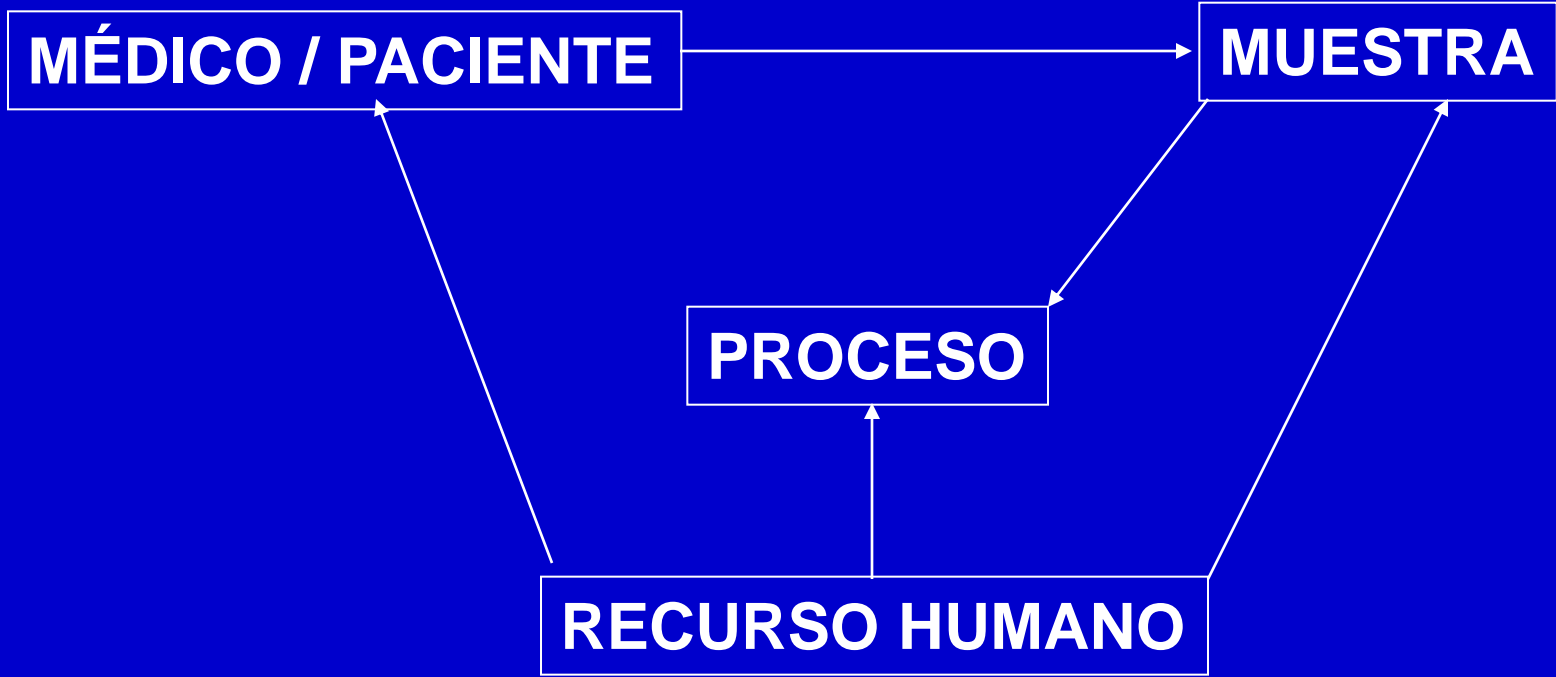 MÉDICO / PACIENTE
MUESTRA
PROCESO
RECURSO HUMANO